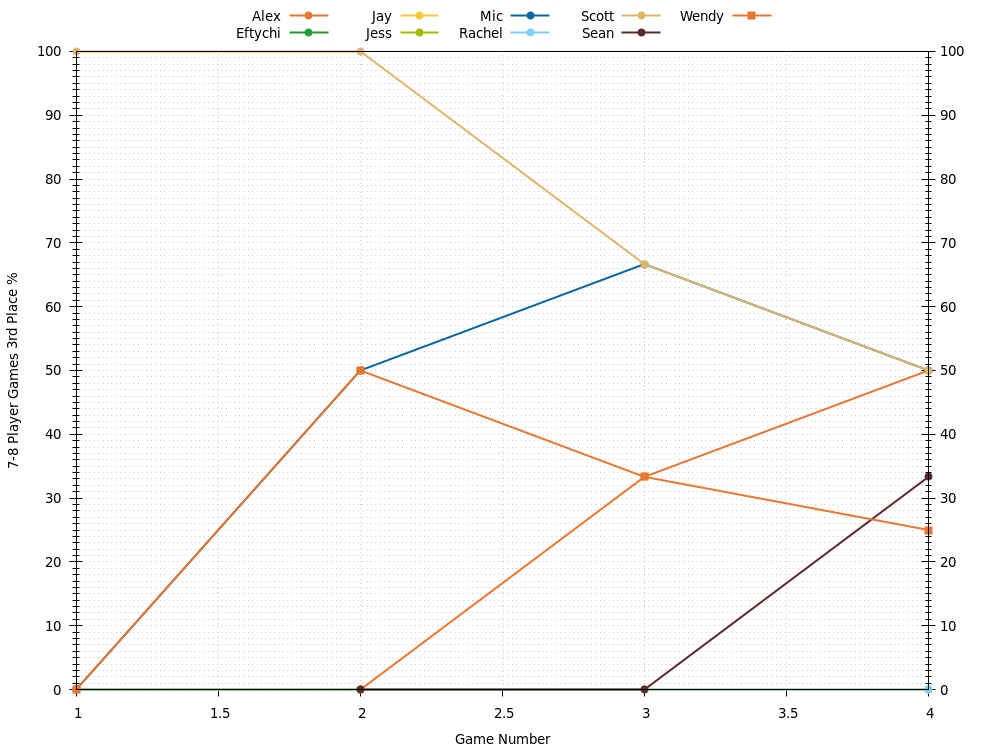 Alex Jay Mic Scott Wendy
Eftychi Jess Rachel Sean
100 100
90 90
80 80
70 70
60 60
50 50
40 40
30 30
20 20
10 10
0 0
7-8 Player Games 3rd Place %
1 1.5 2 2.5 3 3.5 4
Game Number